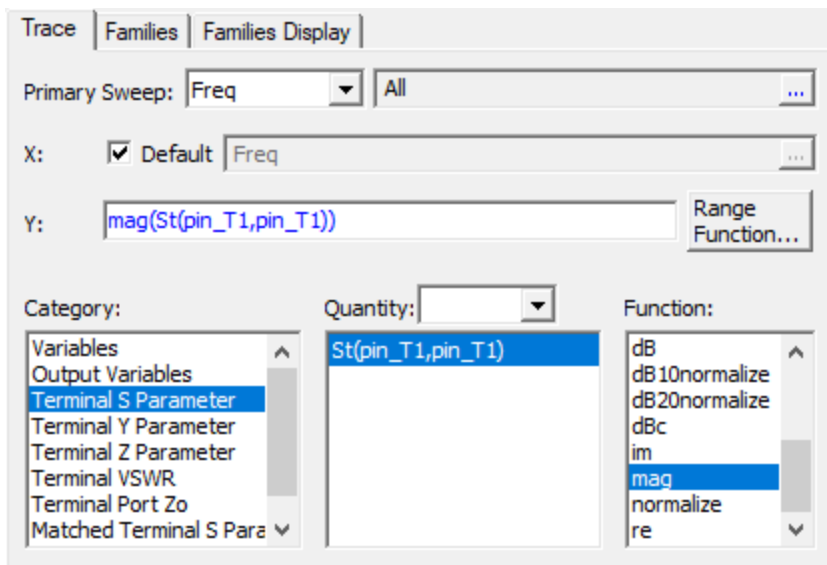 Trace Families Families Display
Primary Sweep: Freq All ...
X: Default Freq ...
Y: mag(St(pin_T1,pin_T1)) Range Function...
Category: Quantity: Function:
Variables
Output Variables
Terminal S Parameter
Terminal Y Parameter
Terminal Z Parameter
Terminal VSWR
Terminal Port Zo
Matched Terminal S Para
St(pin_T1,pin_T1)
dB
dB10normalize
dB20normalize
dBc
im
mag
normalize
re